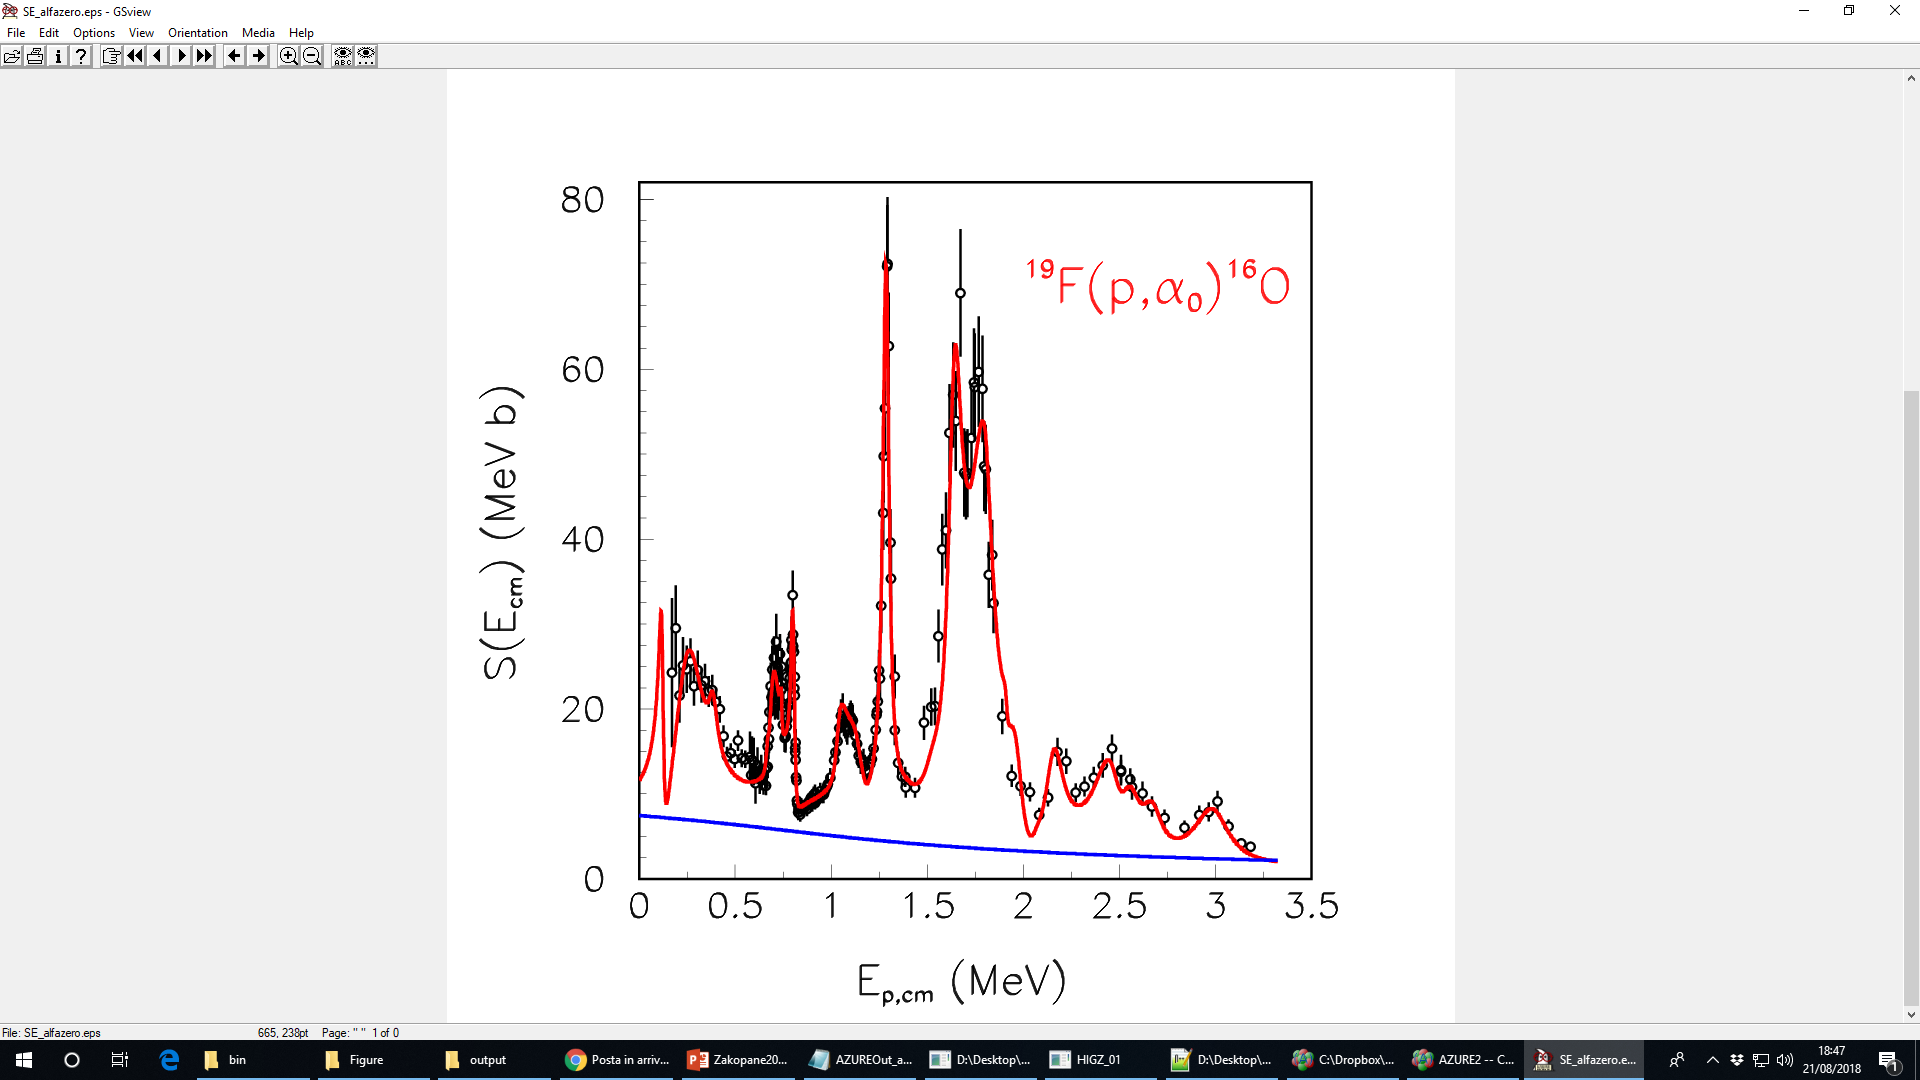 SE_alfazero.eps - GSview
File Edit Options View Orientation Media Help
80
60
40
20
0
S(E_cm) (MeV b)
¹⁹F(p,α₀)¹⁶O
0 0.5 1 1.5 2 2.5 3 3.5
E_p,cm (MeV)
File: SE_alfazero.eps 665, 238pt Page: " " 1 of 0
bin Figure output Posta in arriv... Zakopane20... AZUREOut_a... D:\Desktop\... HIGZ_01 D:\Desktop\... C:\Dropbox\... AZURE2 -- C... SE_alfazero.e... 18:47
21/08/2018 1